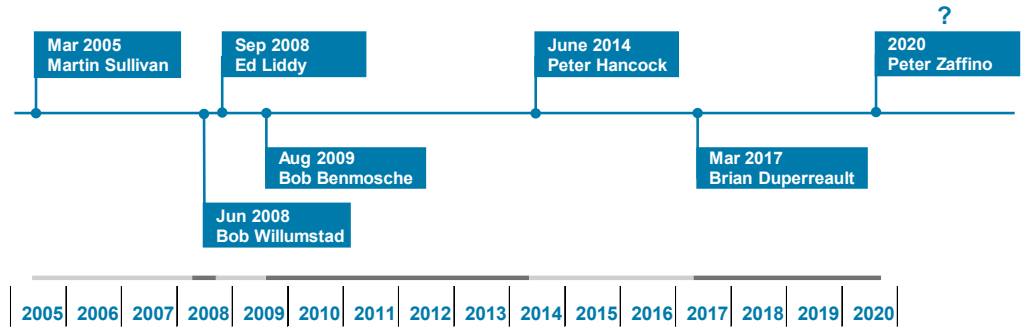 ?
Mar 2005
Martin Sullivan
Sep 2008
Ed Liddy
June 2014
Peter Hancock
2020
Peter Zaffino
Aug 2009
Bob Benmosche
Mar 2017
Brian Duperreault
Jun 2008
Bob Willumstad
2005 2006 2007 2008 2009 2010 2011 2012 2013 2014 2015 2016 2017 2018 2019 2020